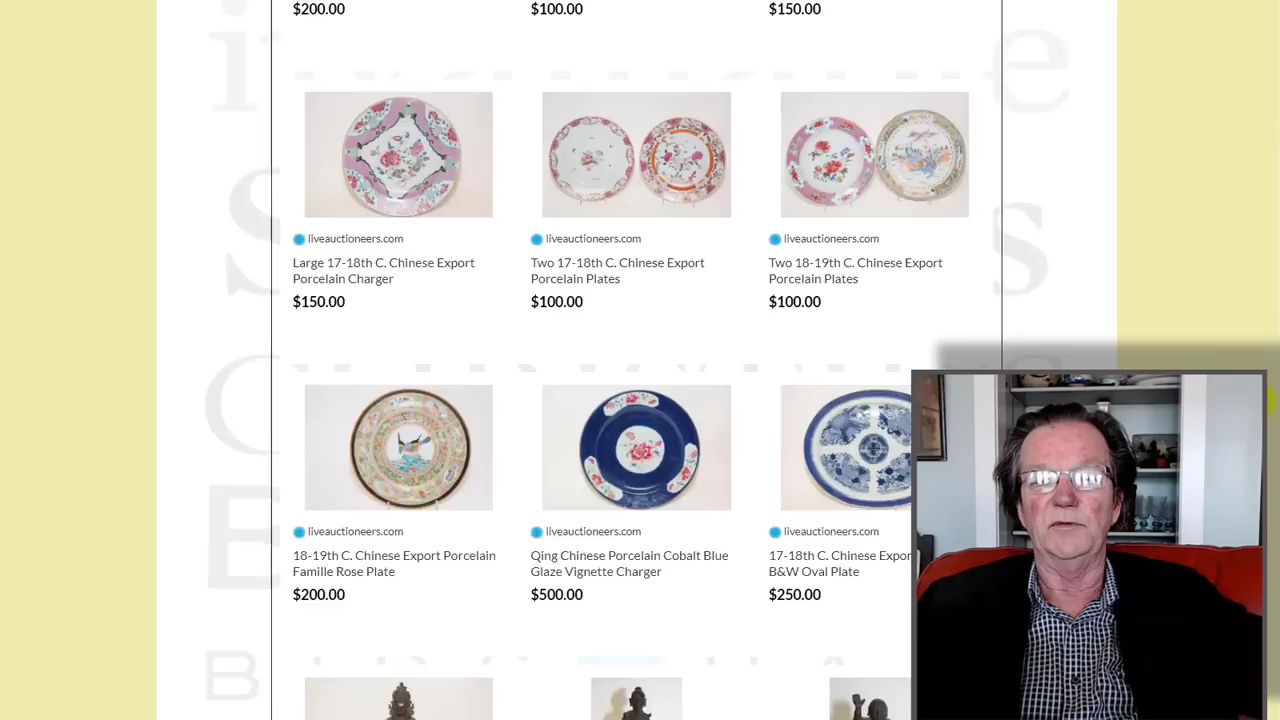 $200.00
$100.00
$150.00
liveauctioneers.com
liveauctioneers.com
liveauctioneers.com
Large 17-18th C. Chinese Export
Porcelain Charger
$150.00
Two 17-18th C. Chinese Export
Porcelain Plates
$100.00
Two 18-19th C. Chinese Export
Porcelain Plates
$100.00
liveauctioneers.com
liveauctioneers.com
liveauctioneers.com
18-19th C. Chinese Export Porcelain
Famille Rose Plate
$200.00
Qing Chinese Porcelain Cobalt Blue
Glaze Vignette Charger
$500.00
17-18th C. Chinese Expor
B&W Oval Plate
$250.00